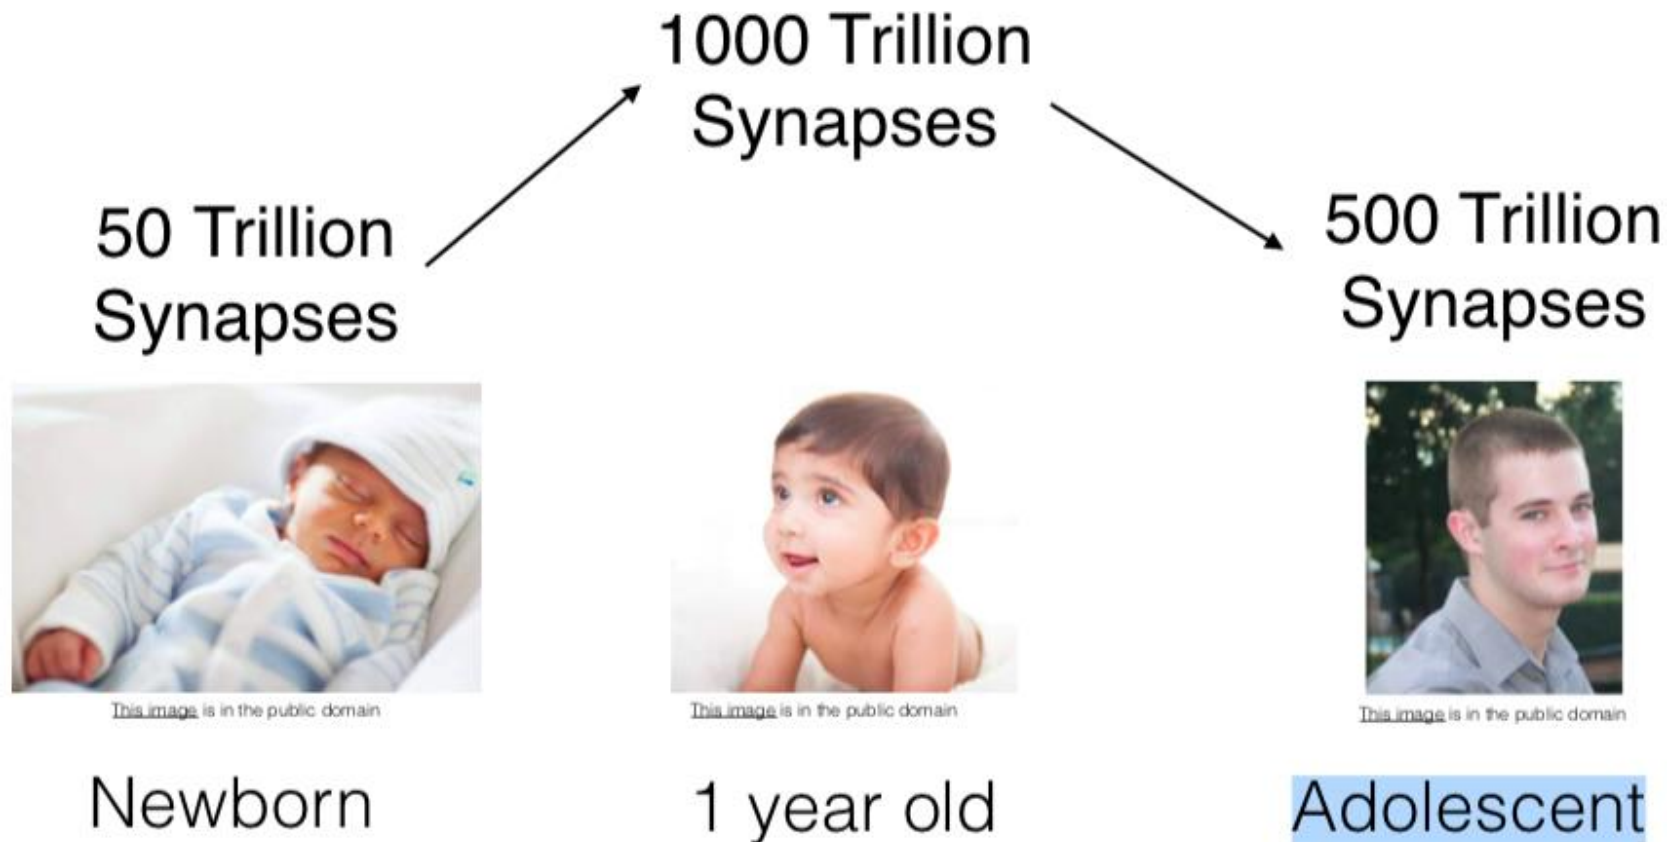 1000 Trillion
Synapses
50 Trillion
Synapses
500 Trillion
Synapses
This image is in the public domain
This image is in the public domain
This image is in the public domain
Newborn
1 year old
Adolescent